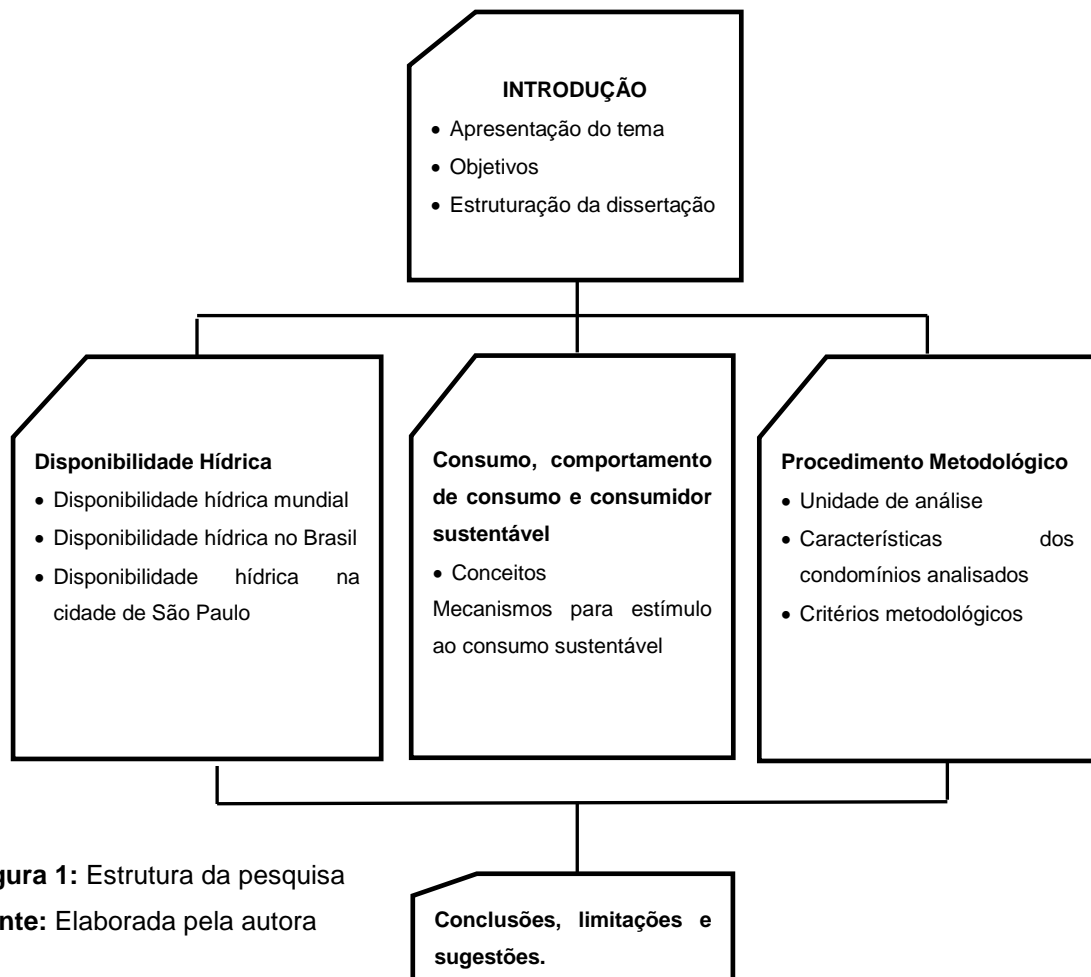 INTRODUÇÃO
• Apresentação do tema
• Objetivos
• Estruturação da dissertação
Disponibilidade Hídrica
• Disponibilidade hídrica mundial
• Disponibilidade hídrica no Brasil
• Disponibilidade hídrica na
cidade de São Paulo
Consumo, comportamento
de consumo e consumidor
sustentável
• Conceitos
Mecanismos para estímulo
ao consumo sustentável
Procedimento Metodológico
• Unidade de análise
• Características dos
condomínios analisados
• Critérios metodológicos
gura 1: Estrutura da pesquisa
nte: Elaborada pela autora
Conclusões, limitações e
sugestões.